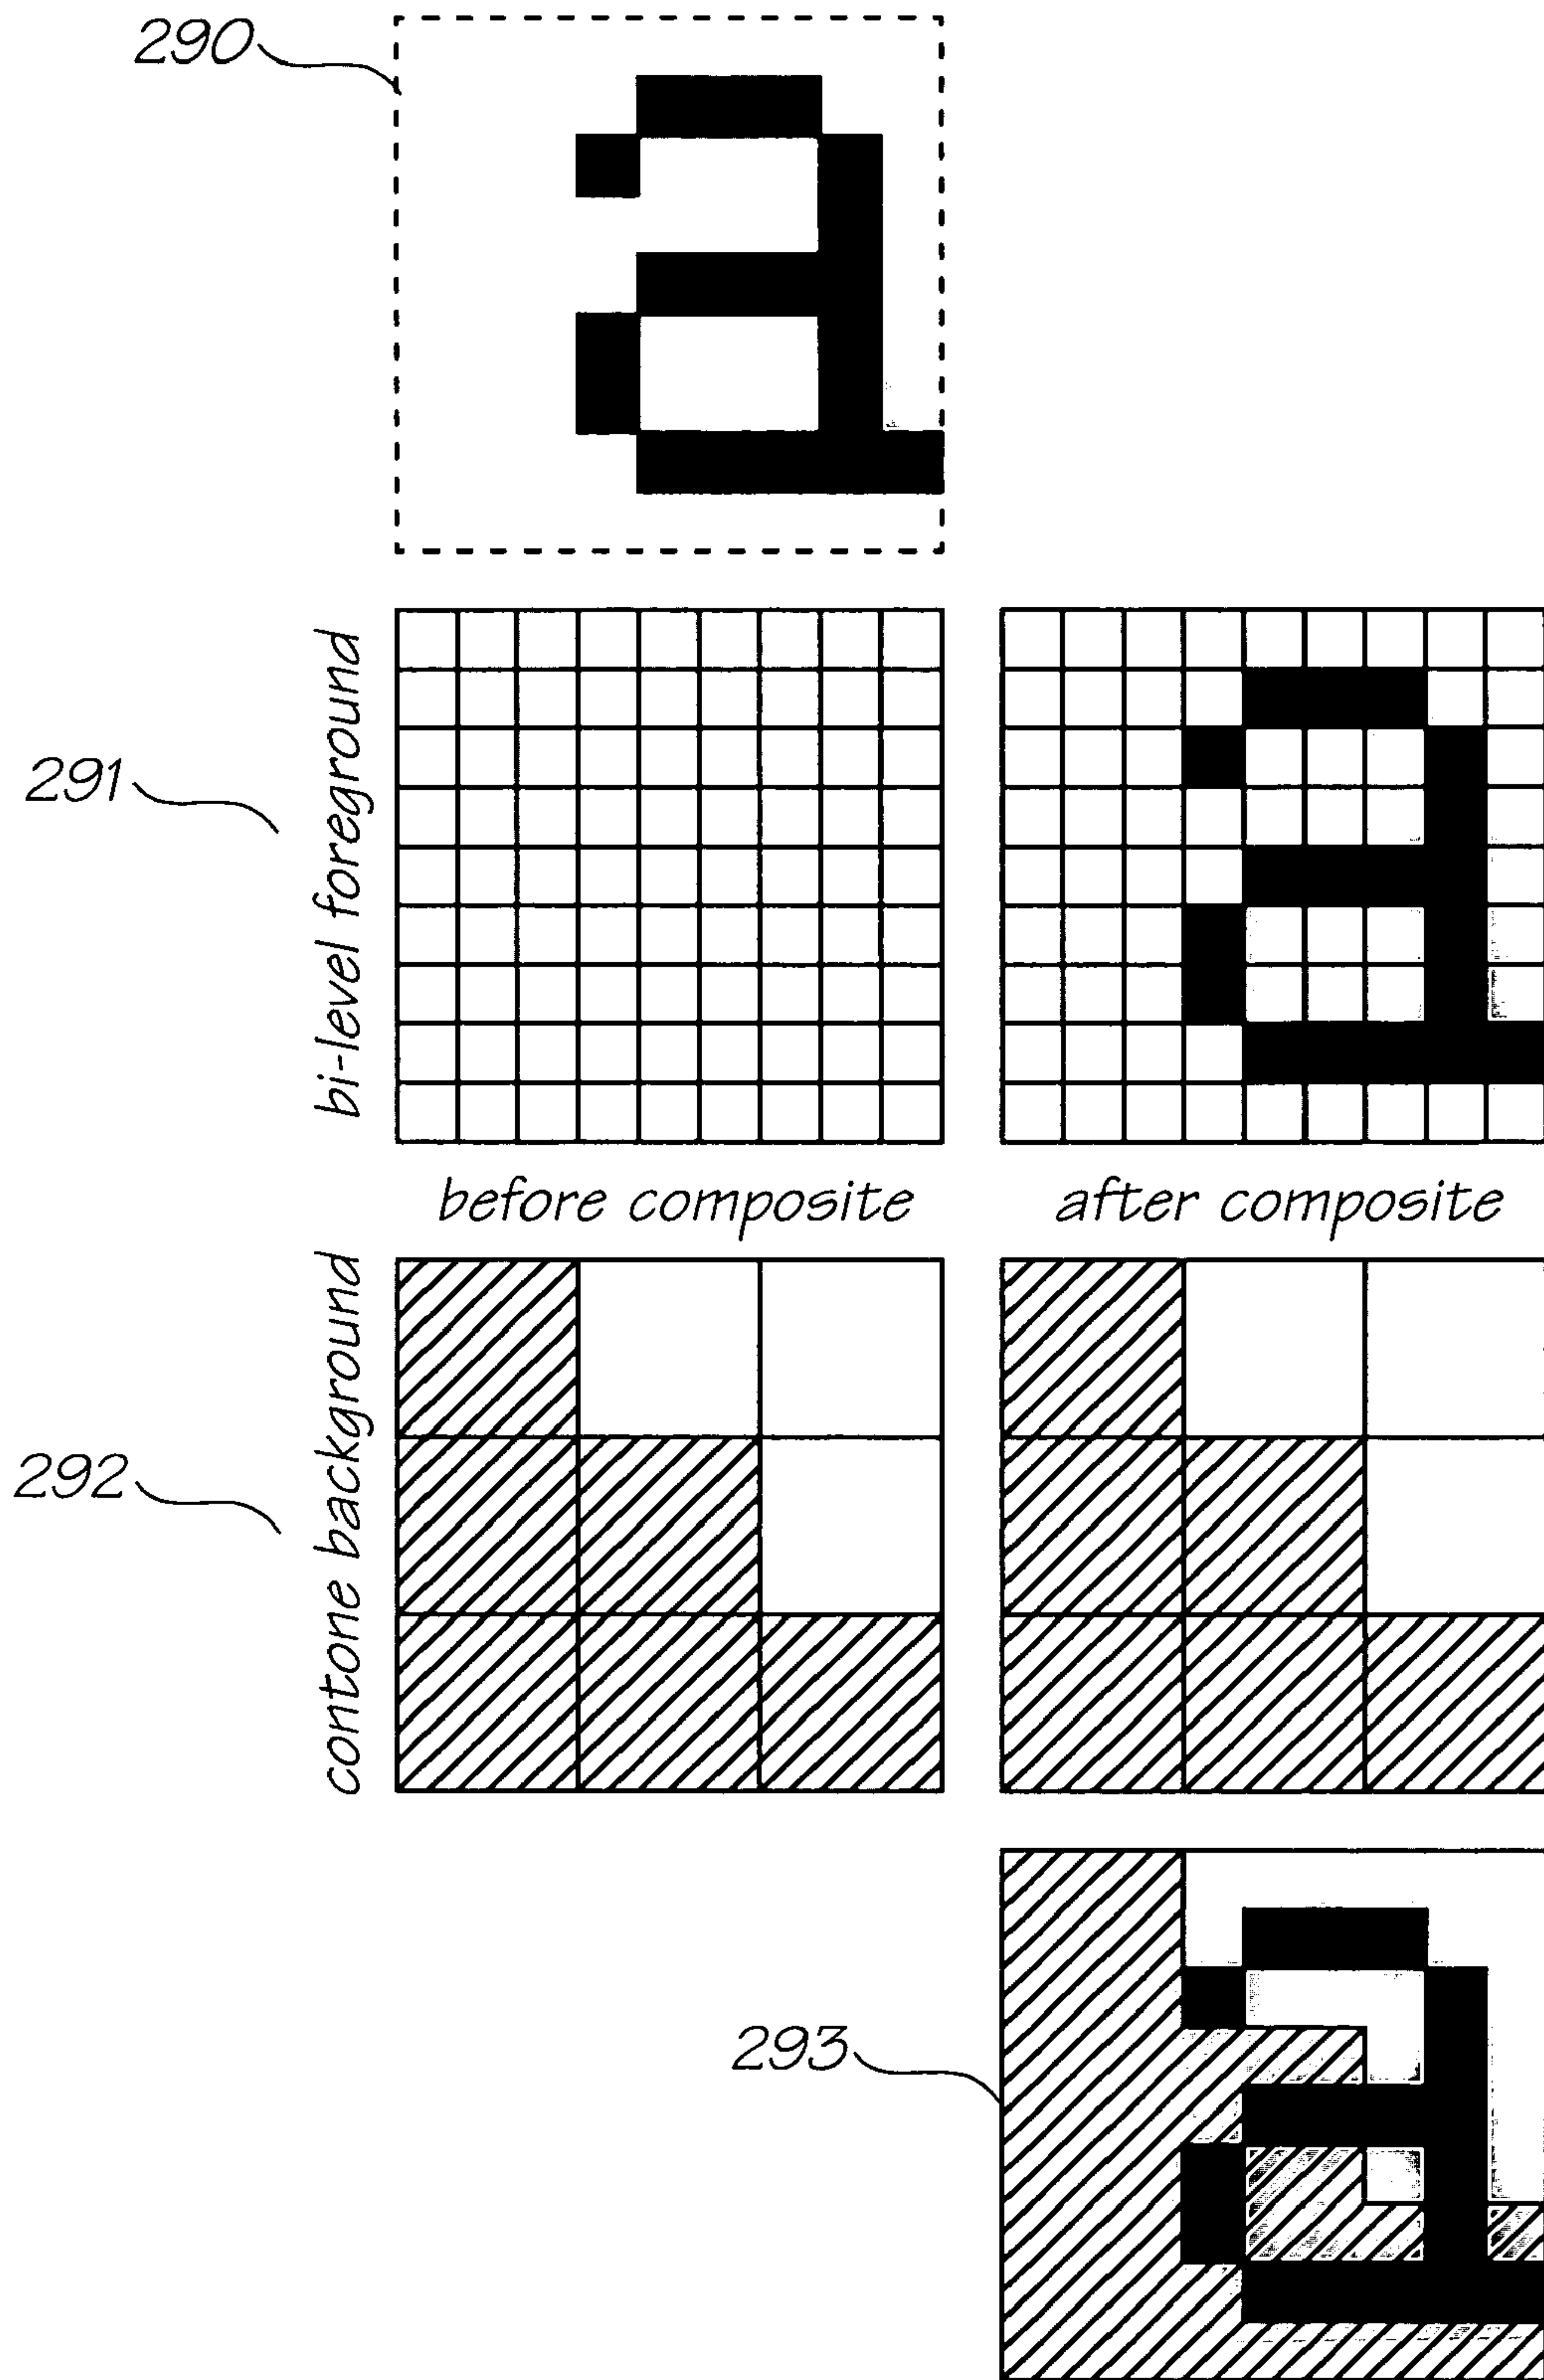 290
291
bi-level foreground
before composite
after composite
292
contone background
293